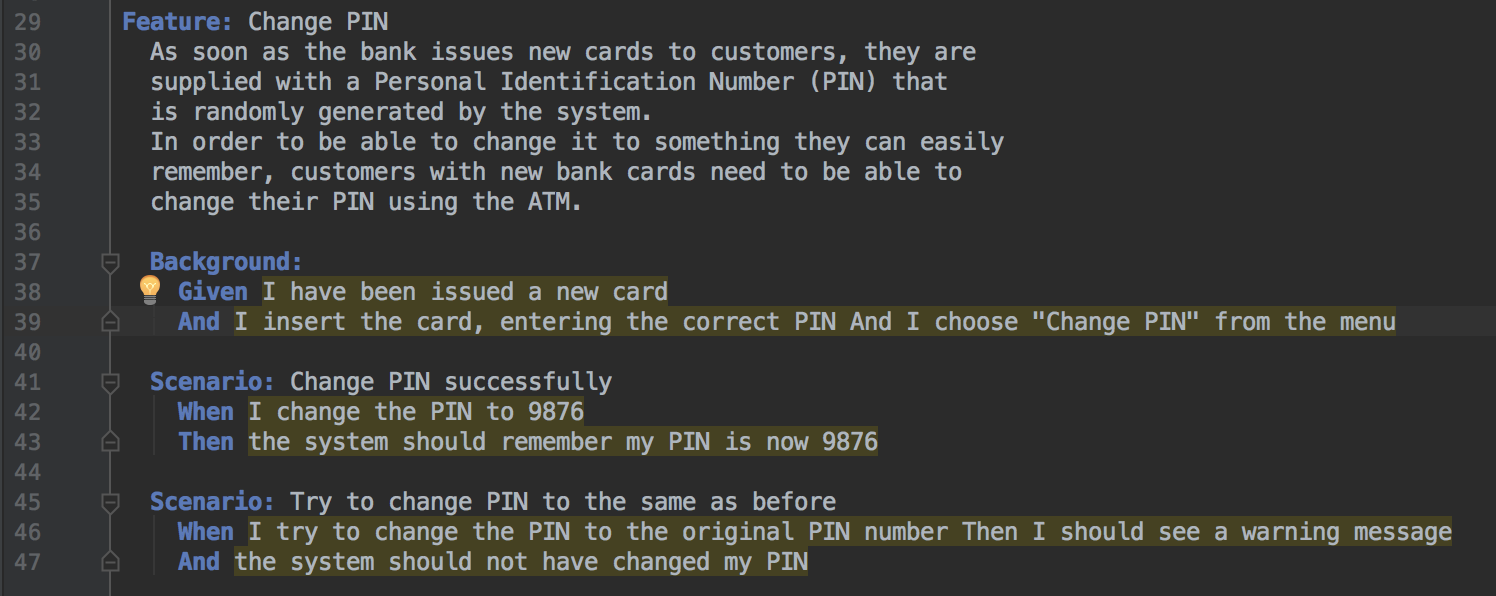 29 Feature: Change PIN
30 As soon as the bank issues new cards to customers, they are
31 supplied with a Personal Identification Number (PIN) that
32 is randomly generated by the system.
33 In order to be able to change it to something they can easily
34 remember, customers with new bank cards need to be able to
35 change their PIN using the ATM.
36
37 Background:
38 Given I have been issued a new card
39 And I insert the card, entering the correct PIN And I choose "Change PIN" from the menu
40
41 Scenario: Change PIN successfully
42 When I change the PIN to 9876
43 Then the system should remember my PIN is now 9876
44
45 Scenario: Try to change PIN to the same as before
46 When I try to change the PIN to the original PIN number Then I should see a warning message
47 And the system should not have changed my PIN